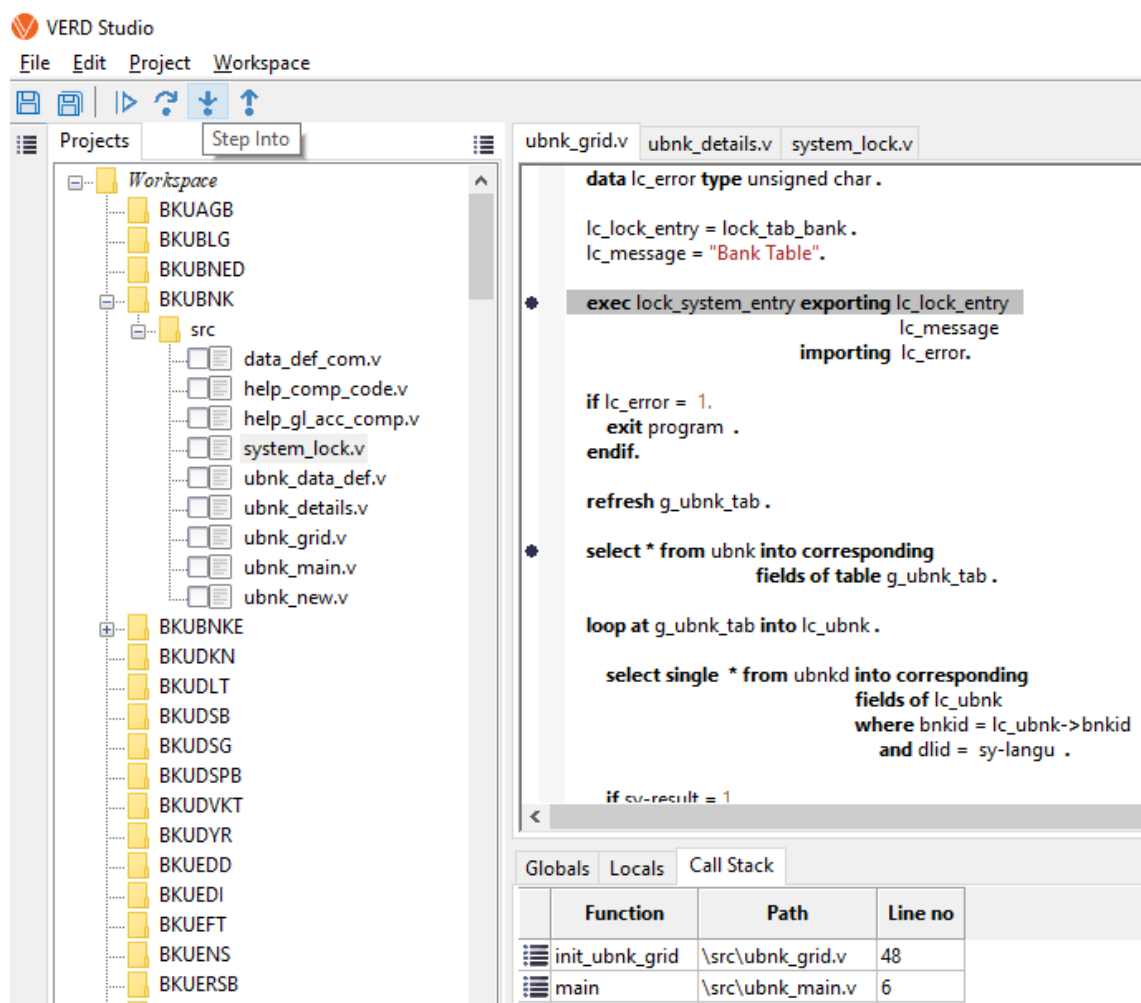 VERD Studio
File Edit Project Workspace
Step Into
Projects
Workspace
BKUAGB
BKUBLG
BKUBNED
BKUBNK
src
data_def_com.v
help_comp_code.v
help_gl_acc_comp.v
system_lock.v
ubnk_data_def.v
ubnk_details.v
ubnk_grid.v
ubnk_main.v
ubnk_new.v
BKUBNKE
BKUDKN
BKUDLT
BKUDSB
BKUDSG
BKUDSPB
BKUDVKT
BKUDYR
BKUEDD
BKUEDI
BKUEFT
BKUENS
BKUERSB
ubnk_grid.v ubnk_details.v system_lock.v
data lc_error type unsigned char .
lc_lock_entry = lock_tab_bank .
lc_message = "Bank Table".
exec lock_system_entry exporting lc_lock_entry
lc_message
importing lc_error.
if lc_error = 1.
exit program .
endif.
refresh g_ubnk_tab .
select * from ubnk into corresponding
fields of table g_ubnk_tab .
loop at g_ubnk_tab into lc_ubnk .
select single * from ubnkd into corresponding
fields of lc_ubnk
where bnkid = lc_ubnk->bnkid
and dlid = sy-langu .
if sy-result = 1
Globals Locals Call Stack
Function Path Line no
init_ubnk_grid \src\ubnk_grid.v 48
main \src\ubnk_main.v 6